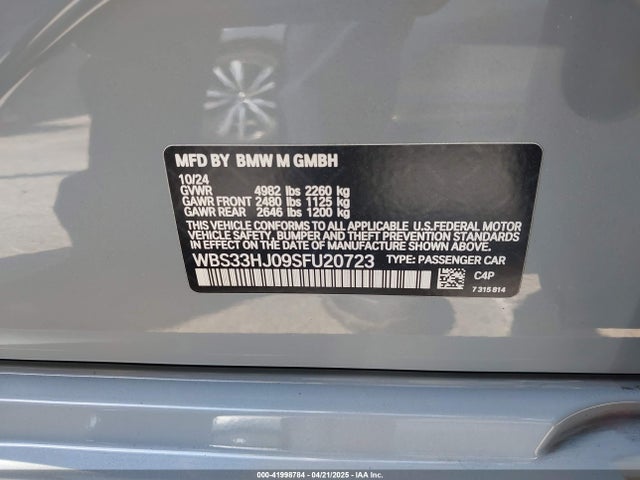 MFD BY BMW M GMBH
10/24
GVWR 4982 lbs 2260 kg
GAWR FRONT 2480 lbs 1125 kg
GAWR REAR 2646 lbs 1200 kg
THIS VEHICLE CONFORMS TO ALL APPLICABLE U.S.FEDERAL MOTOR
VEHICLE SAFETY, BUMPER AND THEFT PREVENTION STANDARDS
IN EFFECT ON THE DATE OF MANUFACTURE SHOWN ABOVE.
WBS33HJ09SFU20723 TYPE: PASSENGER CAR
C4P
7 315 814
000-41998784 - 04/21/2025 - IAAI.COM